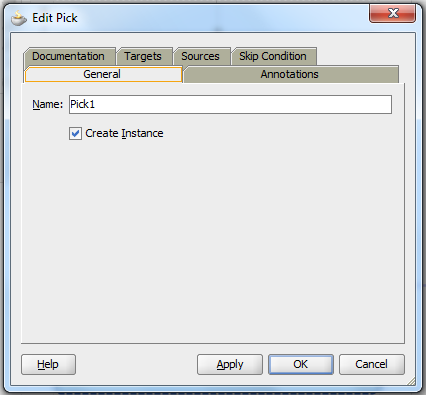 Edit Pick
Documentation Targets Sources Skip Condition
General Annotations
Name: Pick1
Create Instance
Help Apply OK Cancel